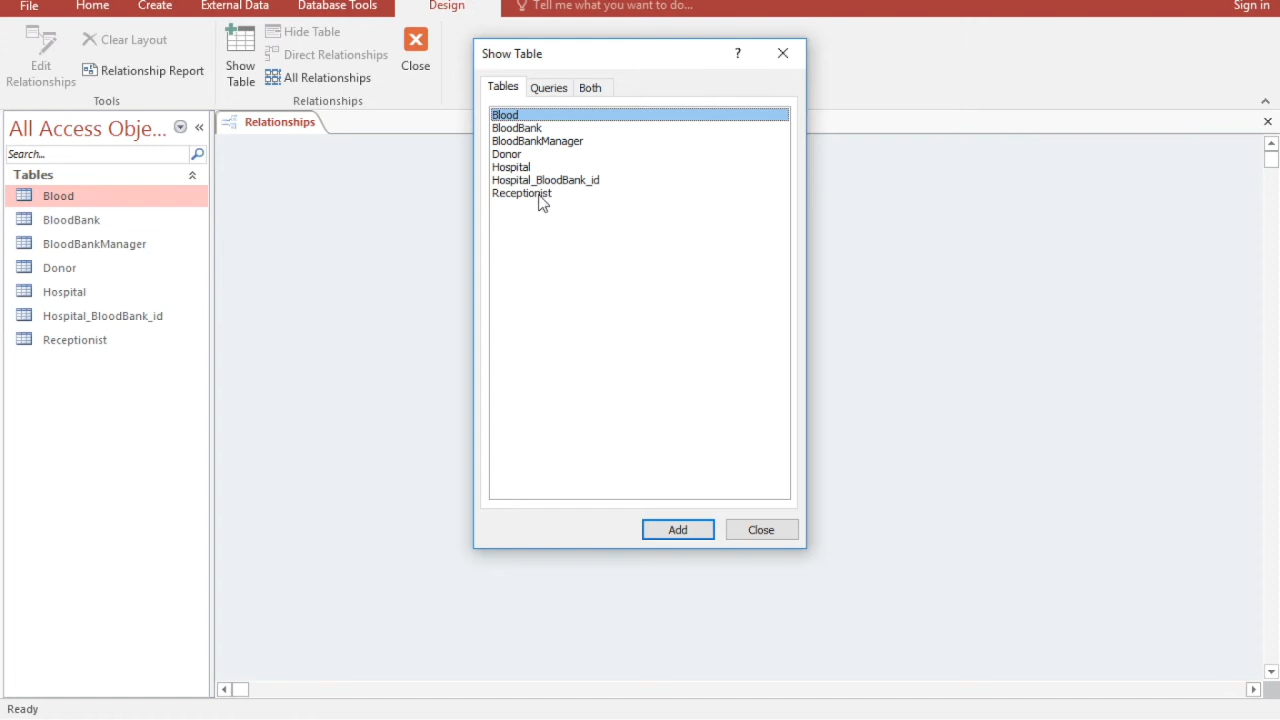 File Home Create External Data Database Tools Design Tell me what you want to do... Sign in
Edit Relationships
Clear Layout
Relationship Report
Tools
Show Table
Hide Table
Direct Relationships
All Relationships
Relationships
Close
Show Table ?
Tables Queries Both
Blood
BloodBank
BloodBankManager
Donor
Hospital
Hospital_BloodBank_id
Receptionist
Add Close
All Access Obje...
Search...
Tables
Blood
BloodBank
BloodBankManager
Donor
Hospital
Hospital_BloodBank_id
Receptionist
Relationships
Ready